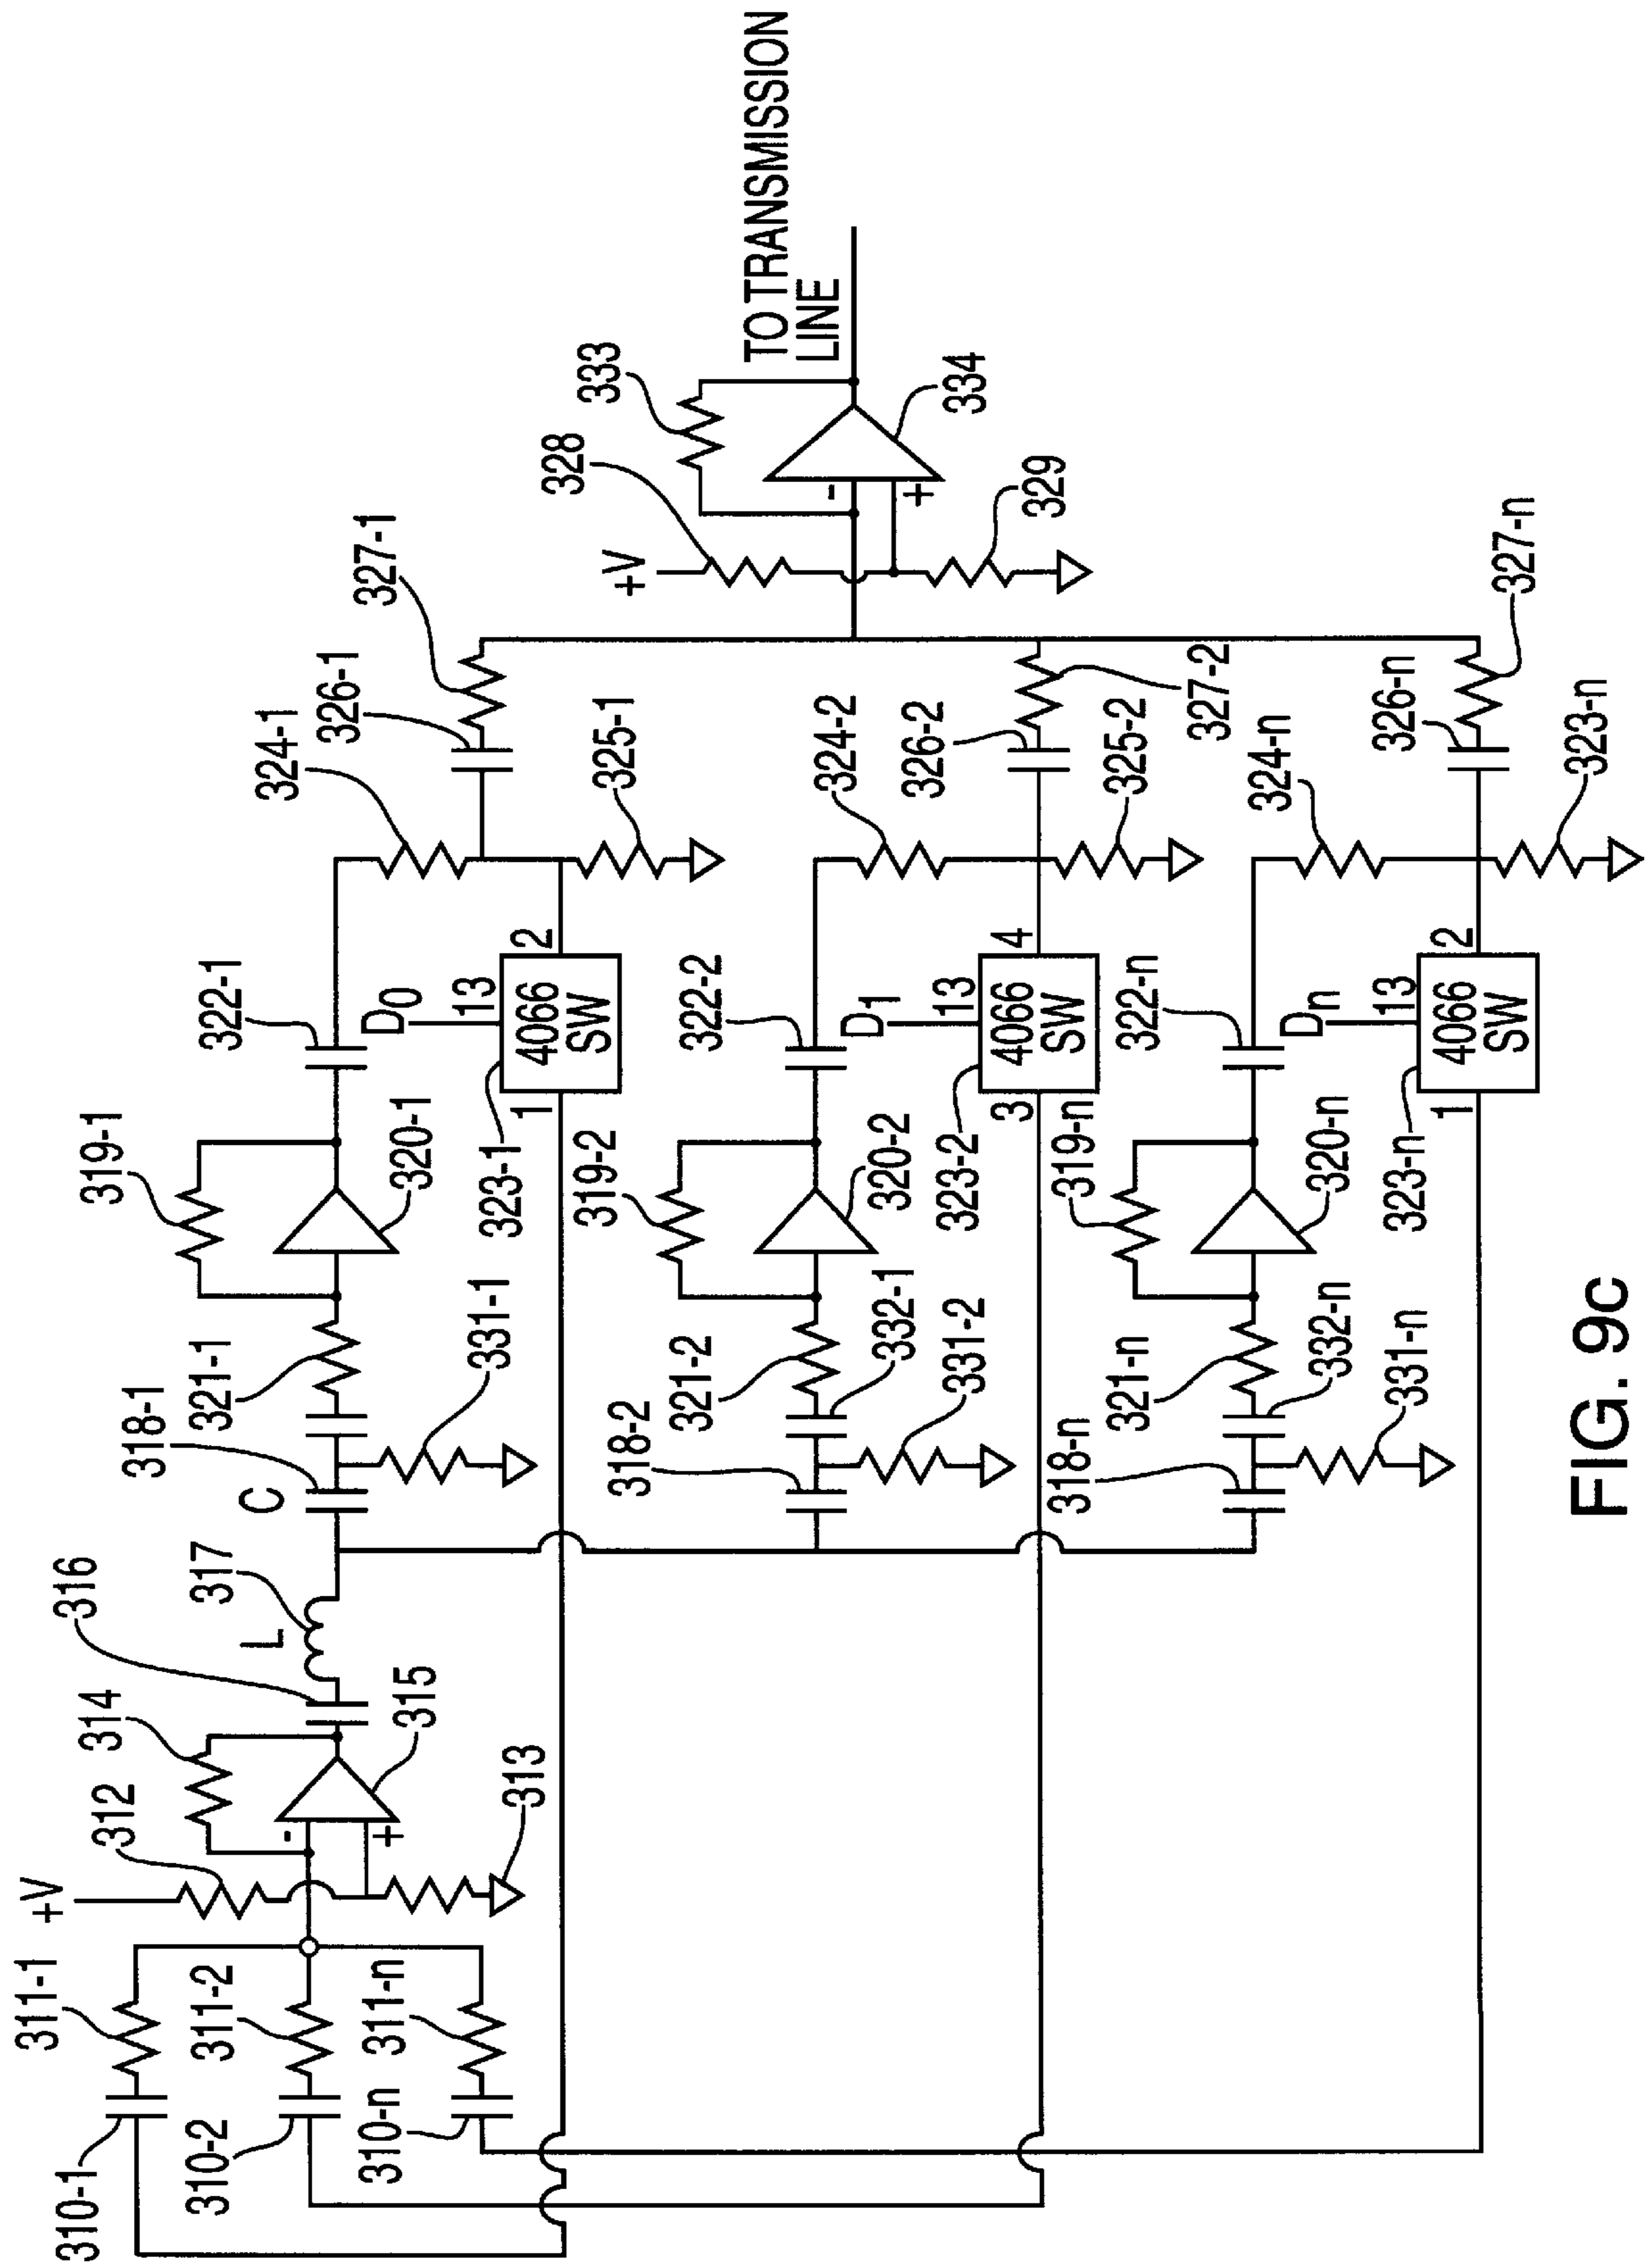 311-1
310-1
311-2
310-2
311-n
310-n
+V
312
313
314
-
+
315
316
L
317
C
318-1
321-1
331-1
319-1
320-1
322-1
D0
13
4066
SW
1
2
323-1
324-1
325-1
326-1
327-1
318-2
321-2
332-1
331-2
319-2
320-2
322-2
D1
13
4066
SW
3
4
323-2
324-2
325-2
326-2
327-2
318-n
321-n
332-n
331-n
319-n
320-n
322-n
Dn
13
4066
SW
1
2
323-n
324-n
323-n
326-n
327-n
+V
328
329
-
+
333
334
TO TRANSMISSION
LINE
FIG. 9c